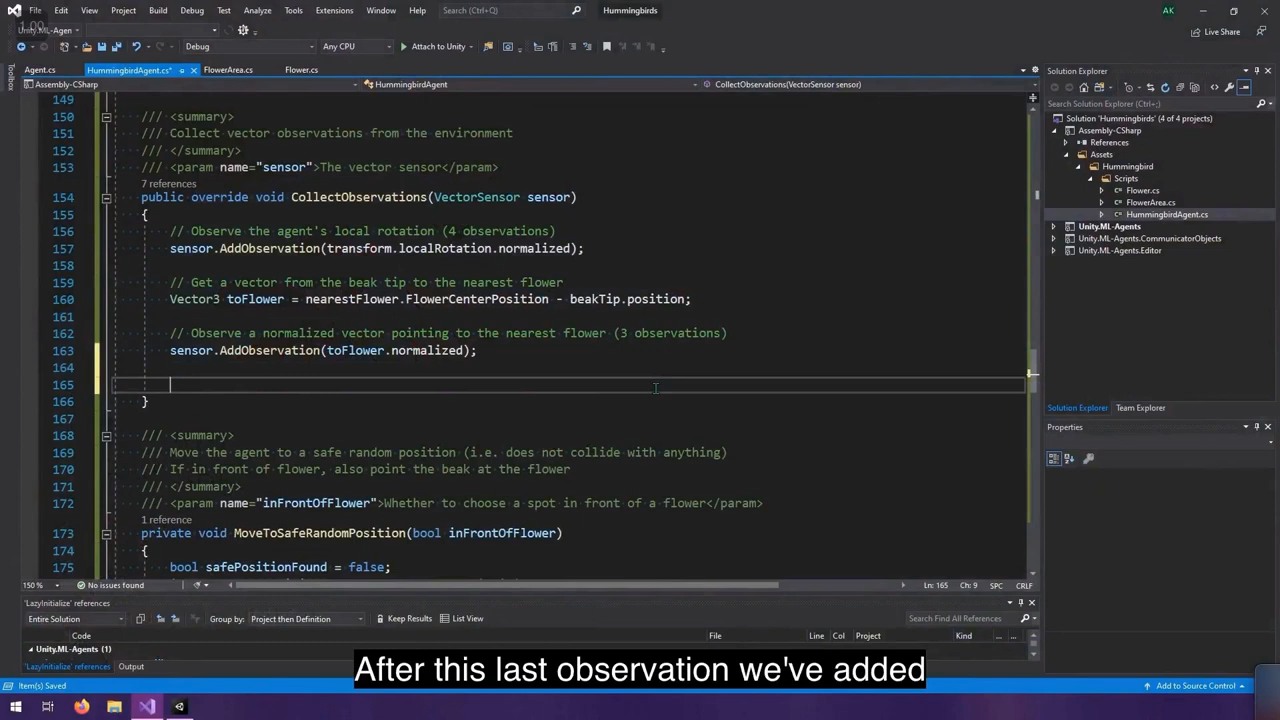 File Edit View Project Build Debug Test Analyze Tools Extensions Window Help Search (Ctrl+Q) Hummingbirds AK
1.00
Unity.ML-Agen Live Share
Debug Any CPU Attach to Unity
Toolbox
Agent.cs HummingbirdAgent.cs* FlowerArea.cs Flower.cs Solution Explorer
Assembly-CSharp HummingbirdAgent CollectObservations(VectorSensor sensor)
Search Solution Explorer (Ctrl+;)
Solution 'Hummingbirds' (4 of 4 projects)
Assembly-CSharp
References
Assets
Hummingbird
Scripts
Flower.cs
FlowerArea.cs
HummingbirdAgent.cs
Unity.ML-Agents
Unity.ML-Agents.CommunicatorObjects
Unity.ML-Agents.Editor
Solution Explorer Team Explorer
Properties
149
150 /// <summary>
151 /// Collect vector observations from the environment
152 /// </summary>
153 /// <param name="sensor">The vector sensor</param>
7 references
154 public override void CollectObservations(VectorSensor sensor)
155 {
156 // Observe the agent's local rotation (4 observations)
157 sensor.AddObservation(transform.localRotation.normalized);
158
159 // Get a vector from the beak tip to the nearest flower
160 Vector3 toFlower = nearestFlower.FlowerCenterPosition - beakTip.position;
161
162 // Observe a normalized vector pointing to the nearest flower (3 observations)
163 sensor.AddObservation(toFlower.normalized);
164
165
166 }
167
168 /// <summary>
169 /// Move the agent to a safe random position (i.e. does not collide with anything)
170 /// If in front of flower, also point the beak at the flower
171 /// </summary>
172 /// <param name="inFrontOfFlower">Whether to choose a spot in front of a flower</param>
1 reference
173 private void MoveToSafeRandomPosition(bool inFrontOfFlower)
174 {
175 bool safePositionFound = false;
150 % No issues found Ln: 165 Ch: 9 SPC CRLF
'LazyInitialize' references
Entire Solution Group by: Project then Definition Keep Results List View Search Find All References
Code File Line Col Project Kind
Unity.ML-Agents (3)
'LazyInitialize' references Output
After this last observation we've added
Item(s) Saved Add to Source Control